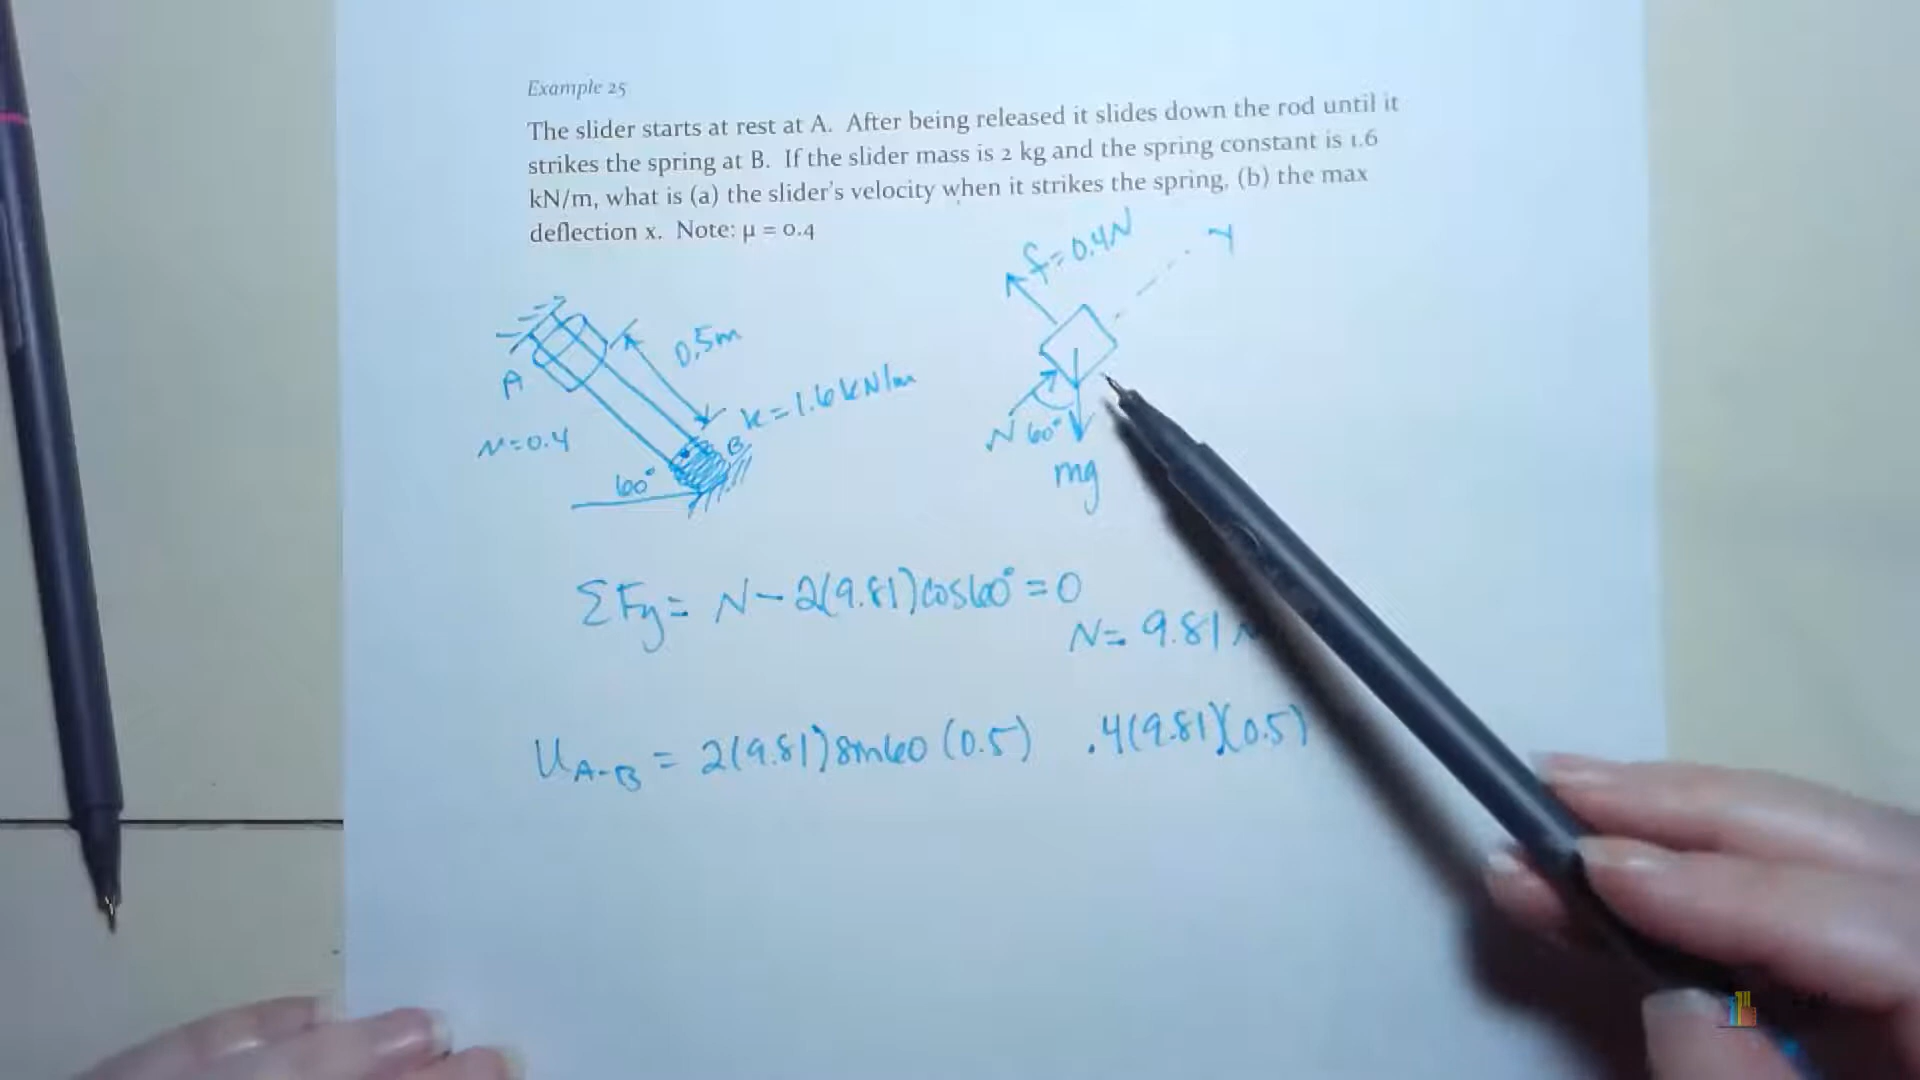 Example 25
The slider starts at rest at A. After being released it slides down the rod until it
strikes the spring at B. If the slider mass is 2 kg and the spring constant is 1.6
kN/m, what is (a) the slider's velocity when it strikes the spring, (b) the max
deflection x. Note: μ = 0.4
f=0.4N
Y
0.5m
A
k=1.6kN/m
μ=0.4
B
60°
N 60°
mg
ΣFy= N-2(9.81)cos60°=0
N= 9.81 N
U A-B = 2(9.81)sin60(0.5) .4(9.81)(0.5)